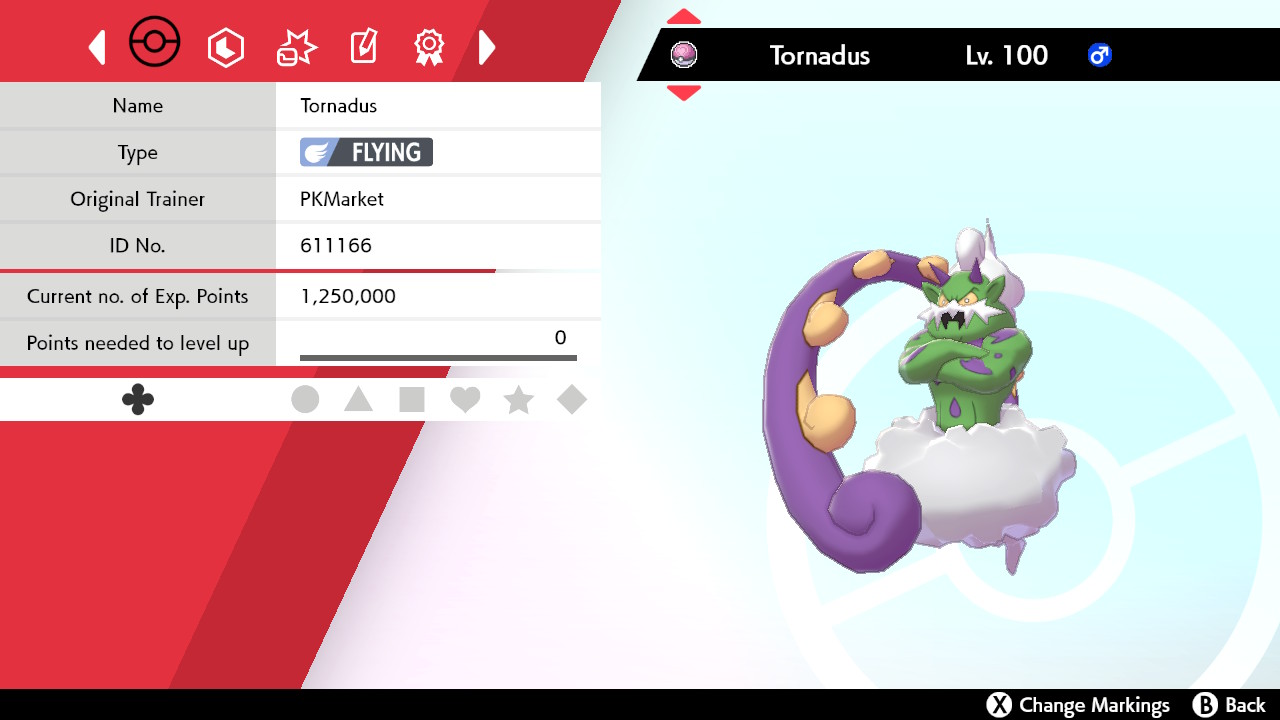 Tornadus Lv. 100 ♂
Name Tornadus
Type FLYING
Original Trainer PKMarket
ID No. 611166
Current no. of Exp. Points 1,250,000
Points needed to level up 0
X Change Markings B Back